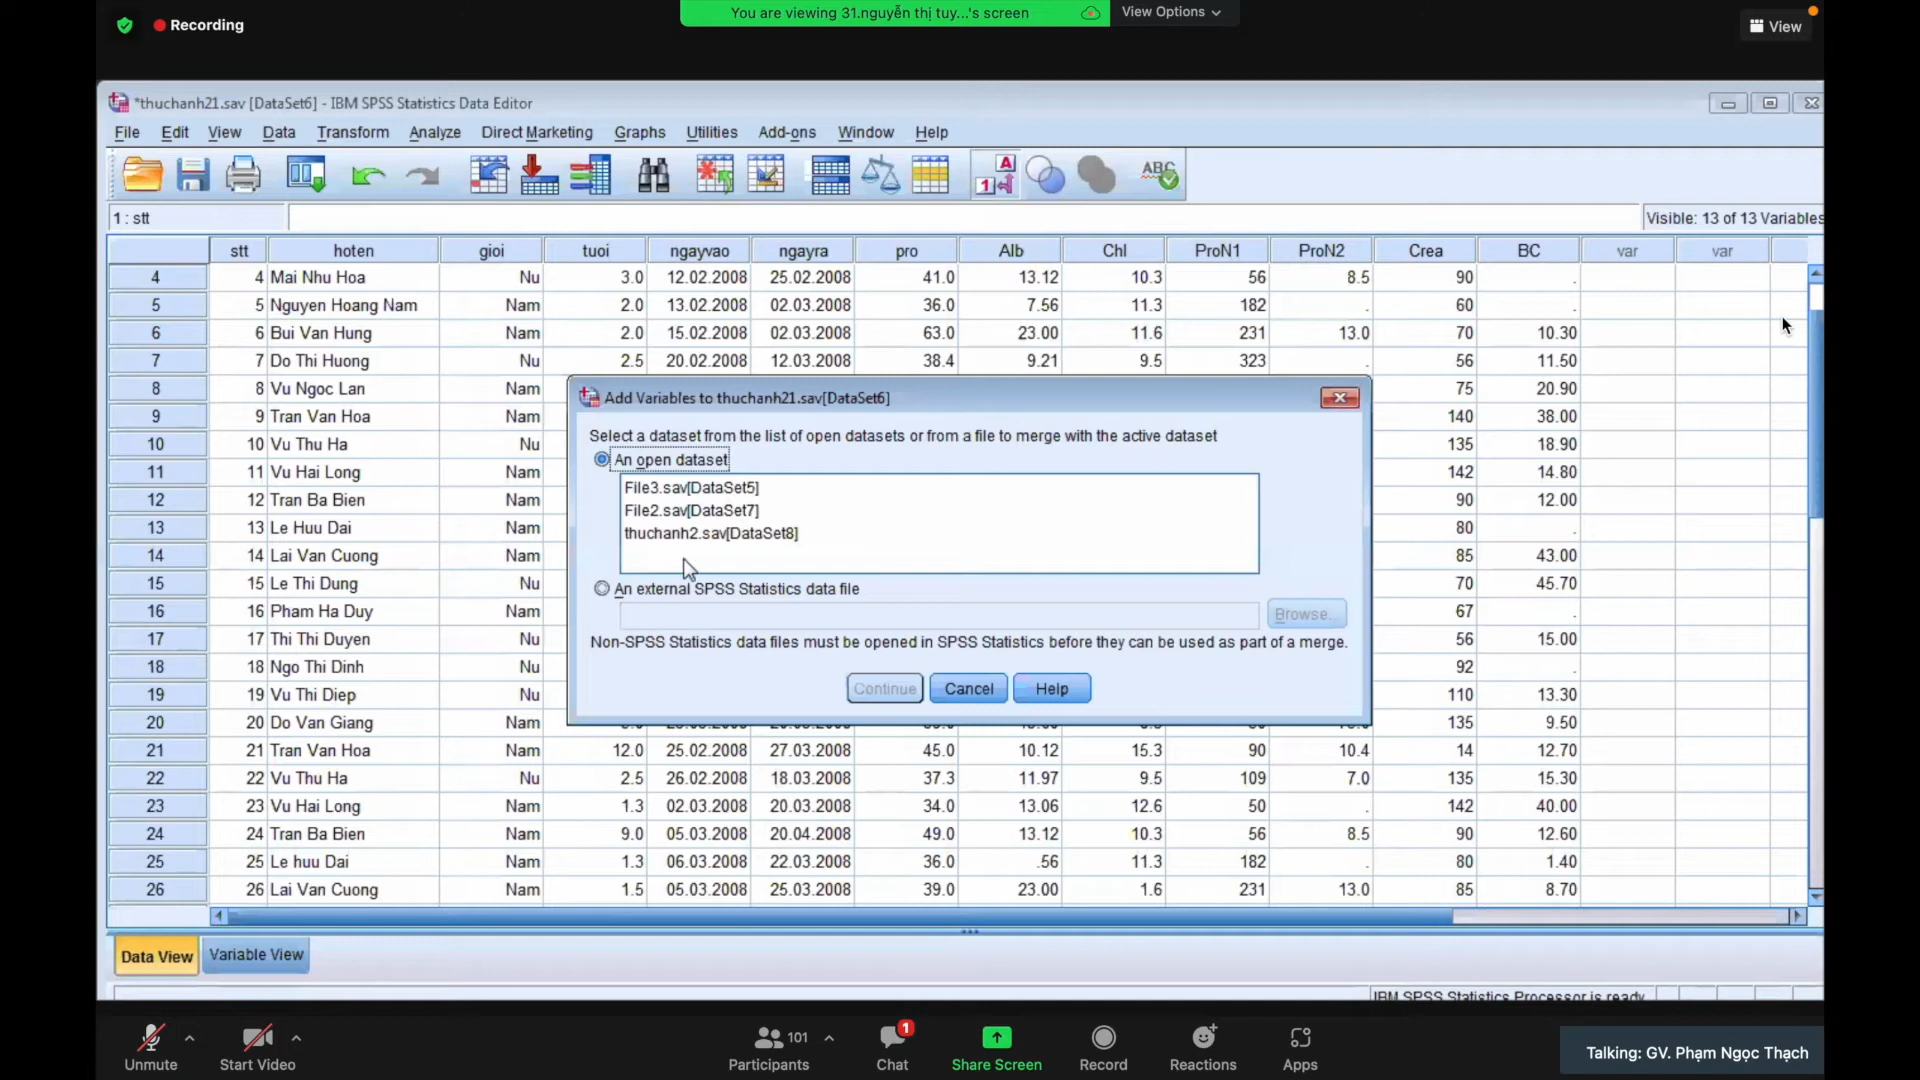 Recording
You are viewing 31.nguyễn thị tuy...'s screen
View Options
View
*thuchanh21.sav [DataSet6] - IBM SPSS Statistics Data Editor
File Edit View Data Transform Analyze Direct Marketing Graphs Utilities Add-ons Window Help
1 : stt
Visible: 13 of 13 Variables
stt hoten gioi tuoi ngayvao ngayra pro Alb Chl ProN1 ProN2 Crea BC var var
4 4 Mai Nhu Hoa Nu 3.0 12.02.2008 25.02.2008 41.0 13.12 10.3 56 8.5 90 .
5 5 Nguyen Hoang Nam Nam 2.0 13.02.2008 02.03.2008 36.0 7.56 11.3 182 . 60 .
6 6 Bui Van Hung Nam 2.0 15.02.2008 02.03.2008 63.0 23.00 11.6 231 13.0 70 10.30
7 7 Do Thi Huong Nu 2.5 20.02.2008 12.03.2008 38.4 9.21 9.5 323 . 56 11.50
8 8 Vu Ngoc Lan Nam 75 20.90
9 9 Tran Van Hoa Nam 140 38.00
10 10 Vu Thu Ha Nu 135 18.90
11 11 Vu Hai Long Nam 142 14.80
12 12 Tran Ba Bien Nam 90 12.00
13 13 Le Huu Dai Nam 80 .
14 14 Lai Van Cuong Nam 85 43.00
15 15 Le Thi Dung Nu 70 45.70
16 16 Pham Ha Duy Nam 67 .
17 17 Thi Thi Duyen Nu 56 15.00
18 18 Ngo Thi Dinh Nu 92 .
19 19 Vu Thi Diep Nu 110 13.30
20 20 Do Van Giang Nam 135 9.50
21 21 Tran Van Hoa Nam 12.0 25.02.2008 27.03.2008 45.0 10.12 15.3 90 10.4 14 12.70
22 22 Vu Thu Ha Nu 2.5 26.02.2008 18.03.2008 37.3 11.97 9.5 109 7.0 135 15.30
23 23 Vu Hai Long Nam 1.3 02.03.2008 20.03.2008 34.0 13.06 12.6 50 . 142 40.00
24 24 Tran Ba Bien Nam 9.0 05.03.2008 20.04.2008 49.0 13.12 10.3 56 8.5 90 12.60
25 25 Le huu Dai Nam 1.3 06.03.2008 22.03.2008 36.0 .56 11.3 182 . 80 1.40
26 26 Lai Van Cuong Nam 1.5 05.03.2008 25.03.2008 39.0 23.00 1.6 231 13.0 85 8.70
Add Variables to thuchanh21.sav[DataSet6]
Select a dataset from the list of open datasets or from a file to merge with the active dataset
An open dataset
File3.sav[DataSet5]
File2.sav[DataSet7]
thuchanh2.sav[DataSet8]
An external SPSS Statistics data file
Browse...
Non-SPSS Statistics data files must be opened in SPSS Statistics before they can be used as part of a merge.
Continue Cancel Help
Data View Variable View
IBM SPSS Statistics Processor is ready
Unmute
Start Video
101
Participants
1
Chat
Share Screen
Record
Reactions
Apps
Talking: GV. Phạm Ngọc Thạch